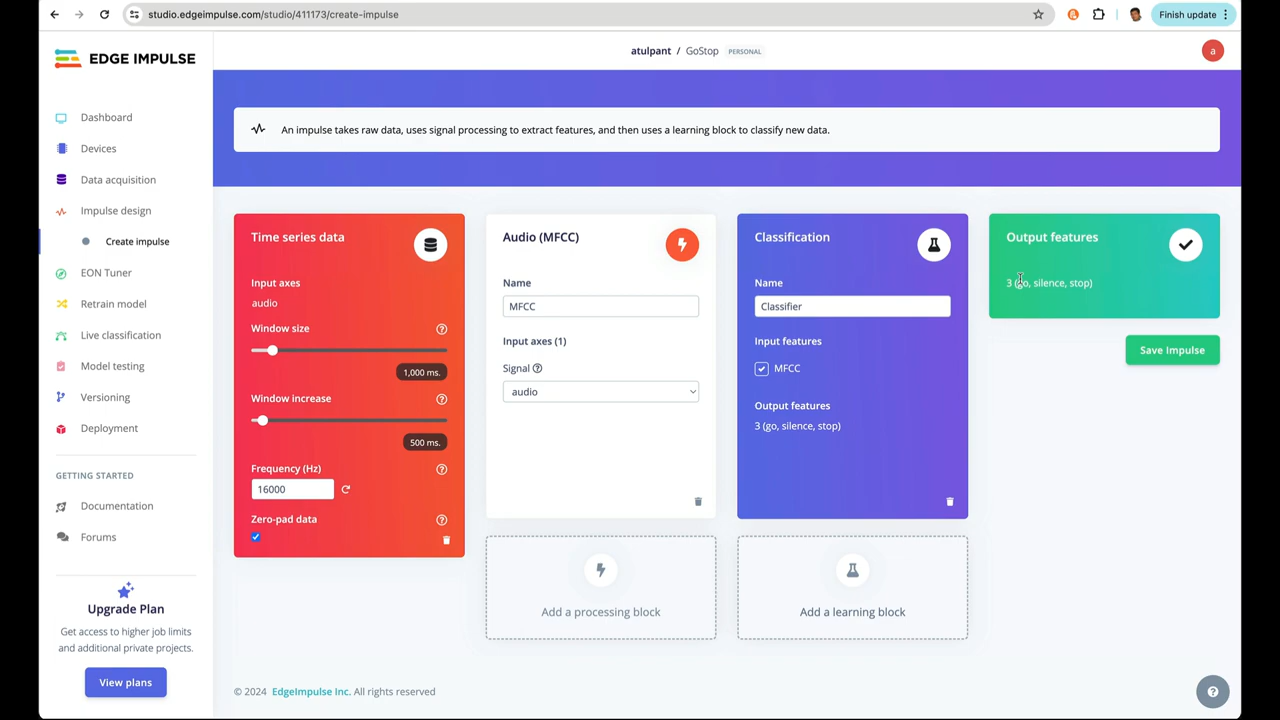 studio.edgeimpulse.com/studio/411173/create-impulse
Finish update
EDGE IMPULSE
atulpant / GoStop PERSONAL
a
Dashboard
Devices
Data acquisition
Impulse design
Create impulse
EON Tuner
Retrain model
Live classification
Model testing
Versioning
Deployment
GETTING STARTED
Documentation
Forums
Upgrade Plan
Get access to higher job limits
and additional private projects.
View plans
An impulse takes raw data, uses signal processing to extract features, and then uses a learning block to classify new data.
Time series data
Input axes
audio
Window size
1,000 ms.
Window increase
500 ms.
Frequency (Hz)
16000
Zero-pad data
Audio (MFCC)
Name
MFCC
Input axes (1)
Signal
audio
Add a processing block
Classification
Name
Classifier
Input features
MFCC
Output features
3 (go, silence, stop)
Add a learning block
Output features
3 (go, silence, stop)
Save Impulse
© 2024 EdgeImpulse Inc. All rights reserved